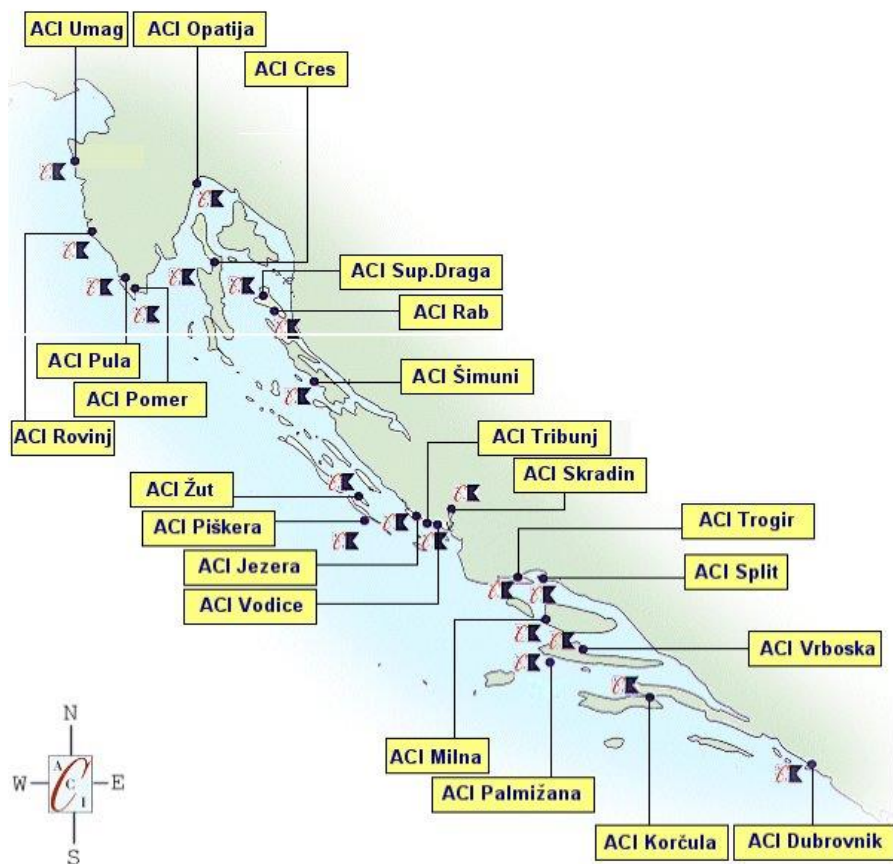 ACI Umag
ACI Opatija
ACI Cres
ACI Sup.Draga
ACI Rab
ACI Pula
ACI Šimuni
ACI Pomer
ACI Rovinj
ACI Tribunj
ACI Skradin
ACI Žut
ACI Piškera
ACI Trogir
ACI Jezera
ACI Split
ACI Vodice
ACI Vrboska
ACI Milna
ACI Palmižana
ACI Korčula
ACI Dubrovnik
N
W
E
S
A
C
I